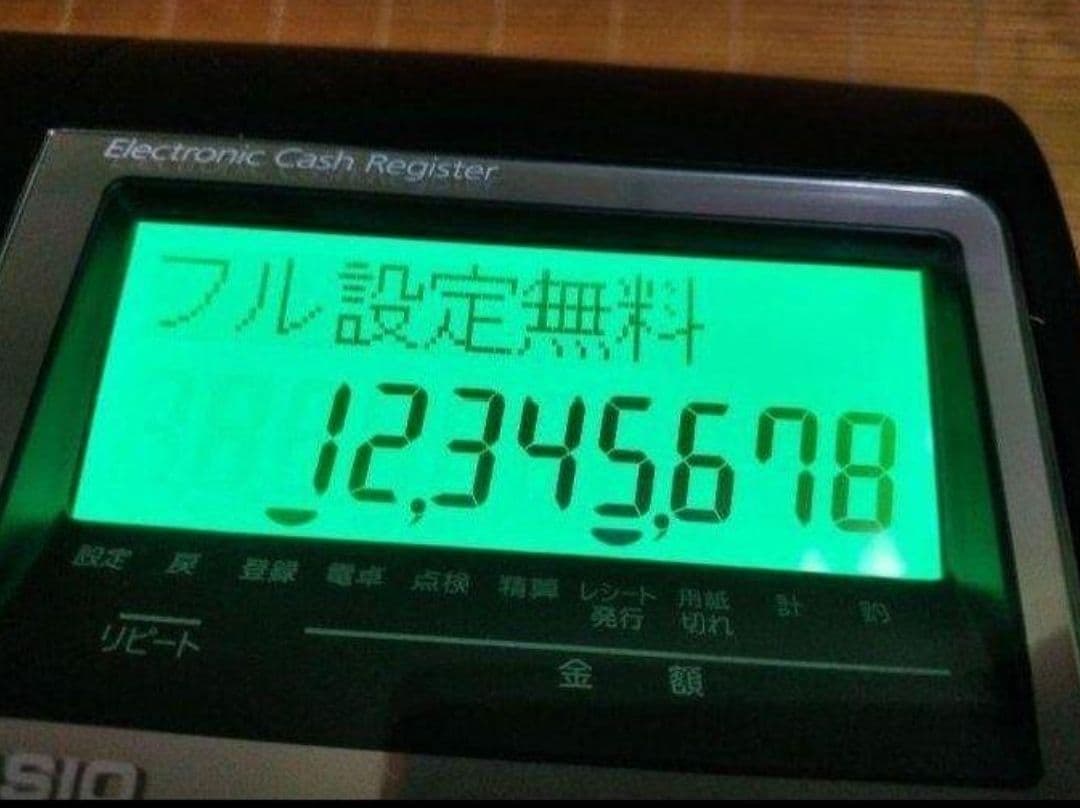 Electronic Cash Register
フル設定無料
12,345,678
設定 戻 登録 電卓 点検 精算 レシート発行 用紙切れ 計 釣
リピート
金額
SIO